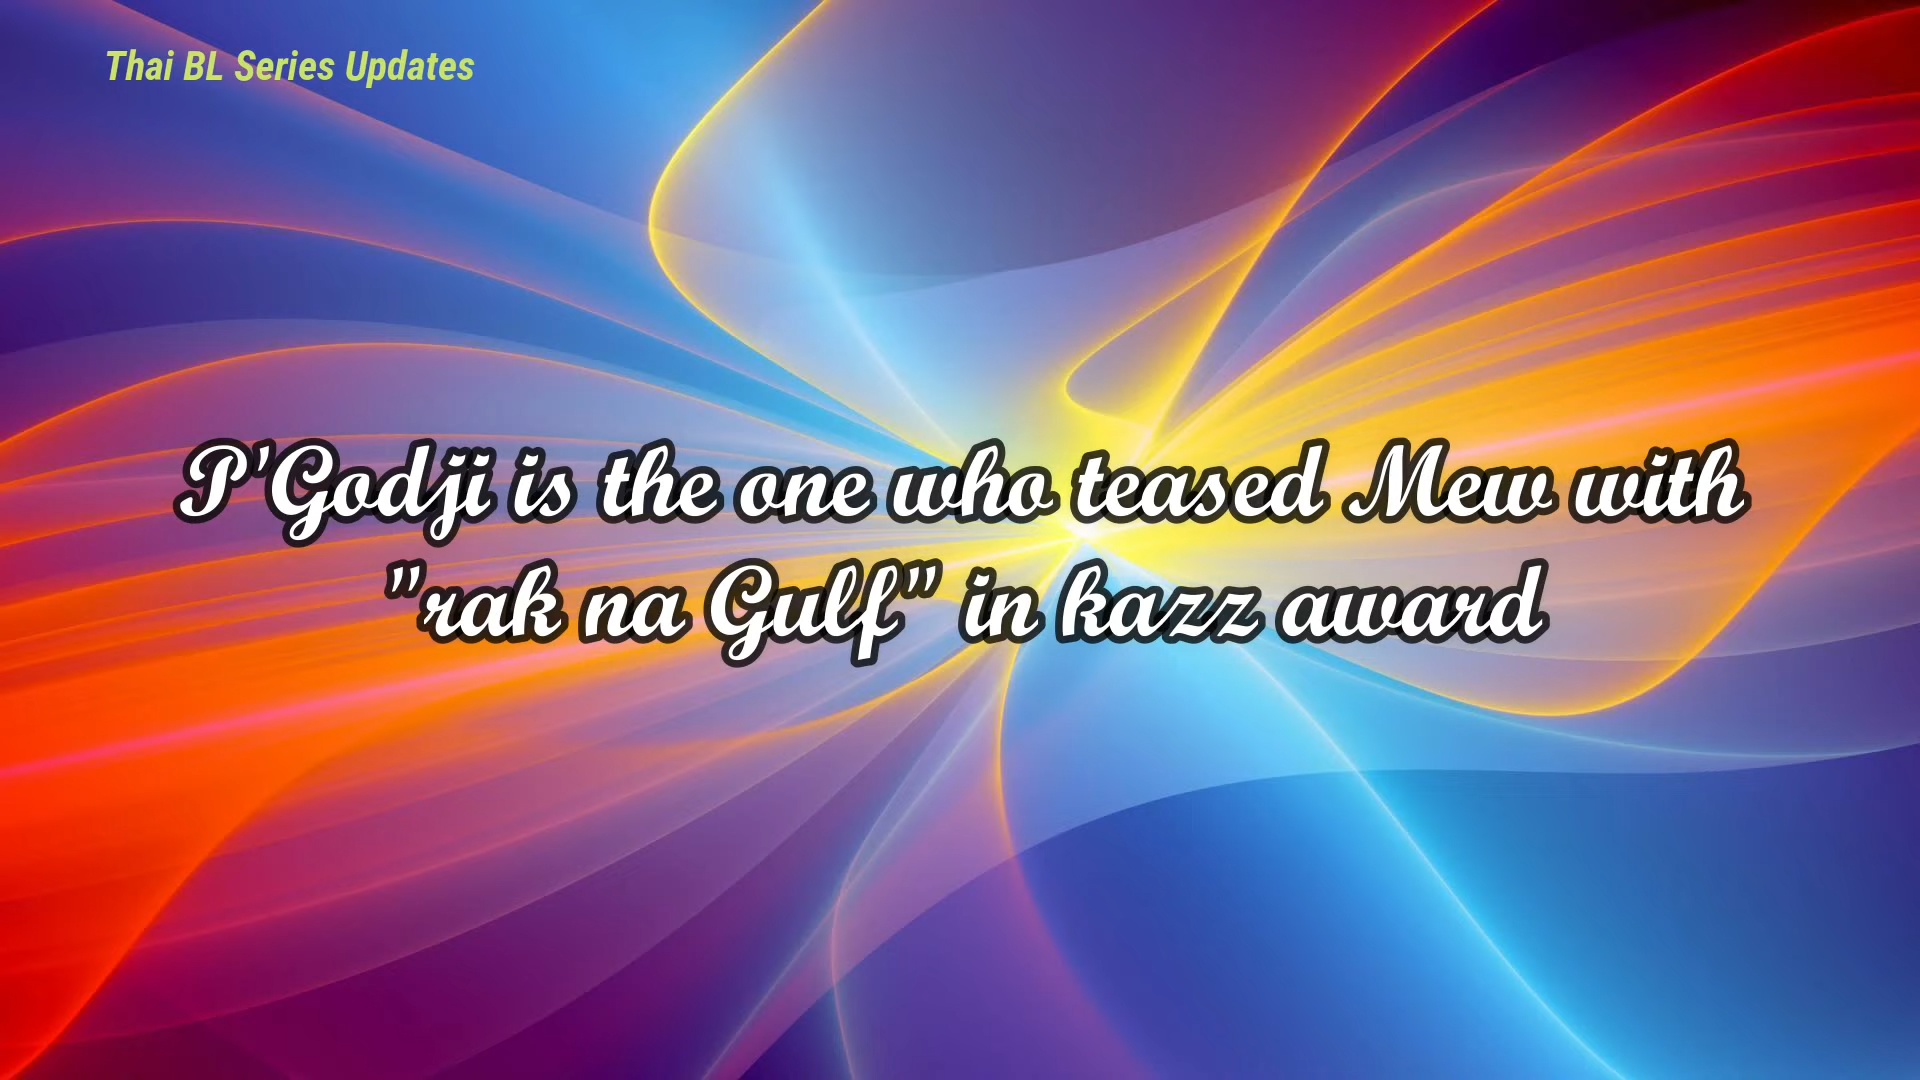 Thai BL Series Updates
P'Godji is the one who teased Mew with
"rak na Gulf" in kazz award